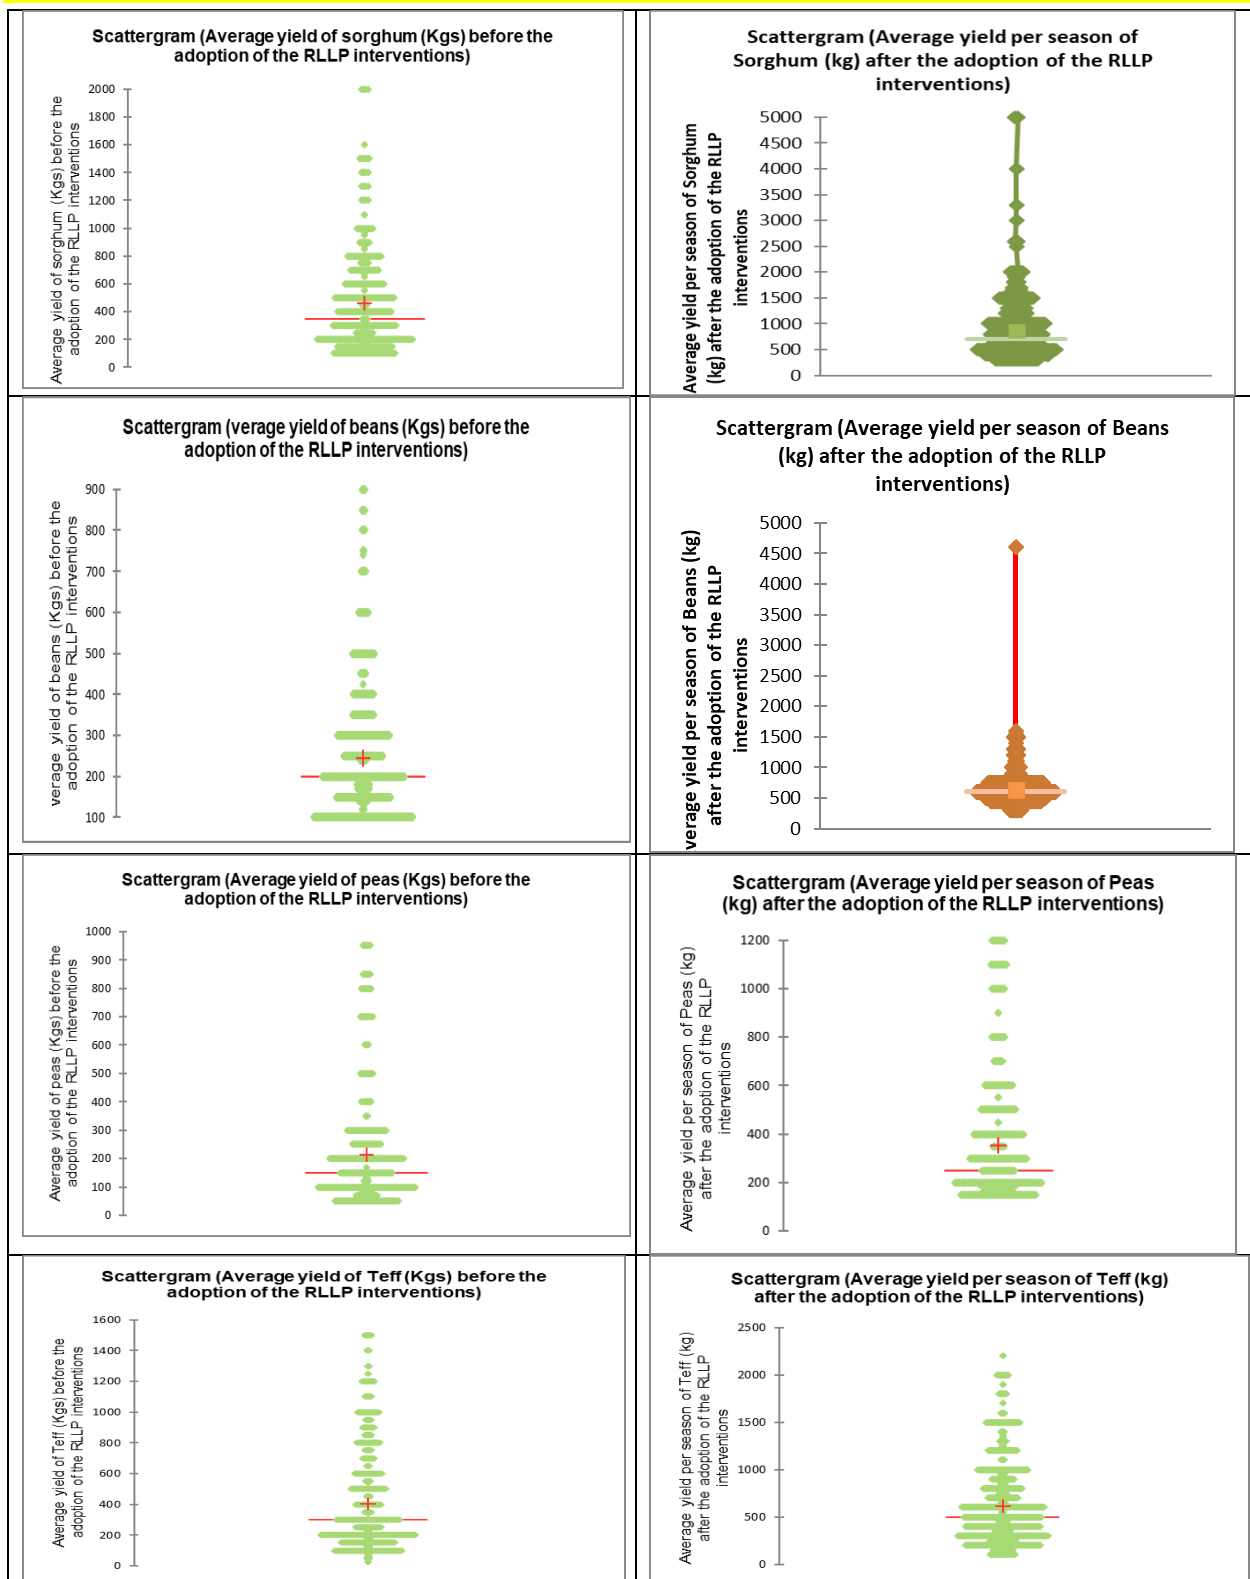 Scattergram (Average yield of sorghum (Kgs) before the
adoption of the RLLP interventions)
Average yield of sorghum (Kgs) before the
adoption of the RLLP interventions
2000
1800
1600
1400
1200
1000
800
600
400
200
0
Scattergram (Average yield per season of
Sorghum (kg) after the adoption of the RLLP
interventions)
Average yield per season of Sorghum
(kg) after the adoption of the RLLP
interventions
5000
4500
4000
3500
3000
2500
2000
1500
1000
500
0
Scattergram (verage yield of beans (Kgs) before the
adoption of the RLLP interventions)
verage yield of beans (Kgs) before the
adoption of the RLLP interventions
900
800
700
600
500
400
300
200
100
Scattergram (Average yield per season of Beans
(kg) after the adoption of the RLLP
interventions)
verage yield per season of Beans (kg)
after the adoption of the RLLP
interventions
5000
4500
4000
3500
3000
2500
2000
1500
1000
500
0
Scattergram (Average yield of peas (Kgs) before the
adoption of the RLLP interventions)
Average yield of peas (Kgs) before the
adoption of the RLLP interventions
1000
900
800
700
600
500
400
300
200
100
0
Scattergram (Average yield per season of Peas
(kg) after the adoption of the RLLP interventions)
Average yield per season of Peas (kg)
after the adoption of the RLLP
interventions
1200
1000
800
600
400
200
0
Scattergram (Average yield of Teff (Kgs) before the
adoption of the RLLP interventions)
Average yield of Teff (Kgs) before the
adoption of the RLLP interventions
1600
1400
1200
1000
800
600
400
200
0
Scattergram (Average yield per season of Teff (kg)
after the adoption of the RLLP interventions)
Average yield per season of Teff (kg)
after the adoption of the RLLP
interventions
2500
2000
1500
1000
500
0